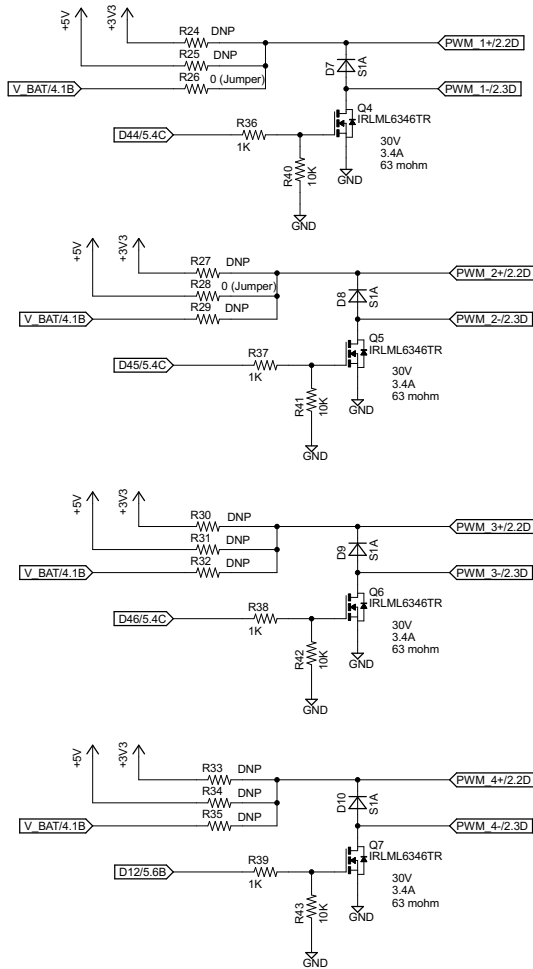 +5V
+3V3
R24 DNP
R25 DNP
R26 0 (Jumper)
V_BAT/4.1B
PWM_1+/2.2D
D7
S1A
PWM_1-/2.3D
Q4
IRLML6346TR
D44/5.4C
R36
1K
30V
3.4A
63 mohm
R40
10K
GND
GND
+5V
+3V3
R27 DNP
R28 0 (Jumper)
R29 DNP
V_BAT/4.1B
PWM_2+/2.2D
D8
S1A
PWM_2-/2.3D
Q5
IRLML6346TR
D45/5.4C
R37
1K
30V
3.4A
63 mohm
R41
10K
GND
GND
+5V
+3V3
R30 DNP
R31 DNP
R32 DNP
V_BAT/4.1B
PWM_3+/2.2D
D9
S1A
PWM_3-/2.3D
Q6
IRLML6346TR
D46/5.4C
R38
1K
30V
3.4A
63 mohm
R42
10K
GND
GND
+5V
+3V3
R33 DNP
R34 DNP
R35 DNP
V_BAT/4.1B
PWM_4+/2.2D
D10
S1A
PWM_4-/2.3D
Q7
IRLML6346TR
D12/5.6B
R39
1K
30V
3.4A
63 mohm
R43
10K
GND
GND